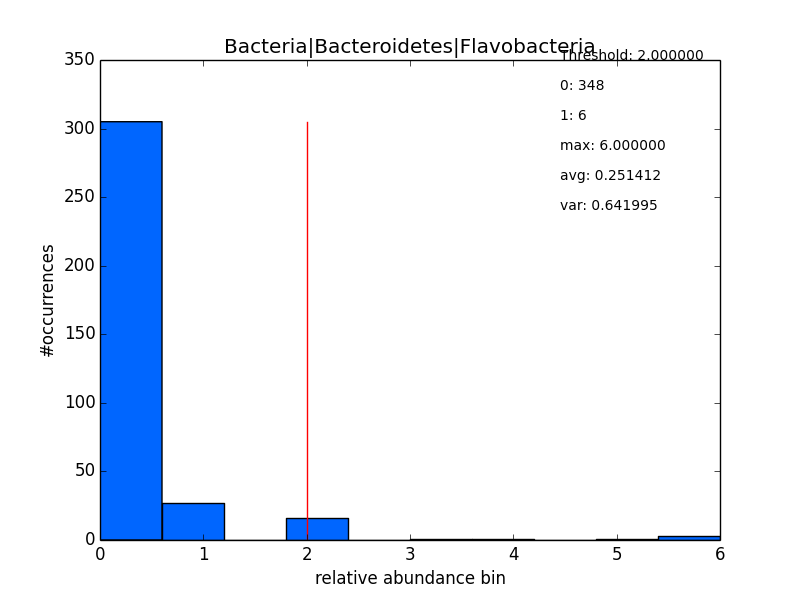 Bacteria|Bacteroidetes|Flavobacteria
Threshold: 2.000000
0: 348
1: 6
max: 6.000000
avg: 0.251412
var: 0.641995
350
300
250
200
150
100
50
0
#occurrences
0 1 2 3 4 5 6
relative abundance bin